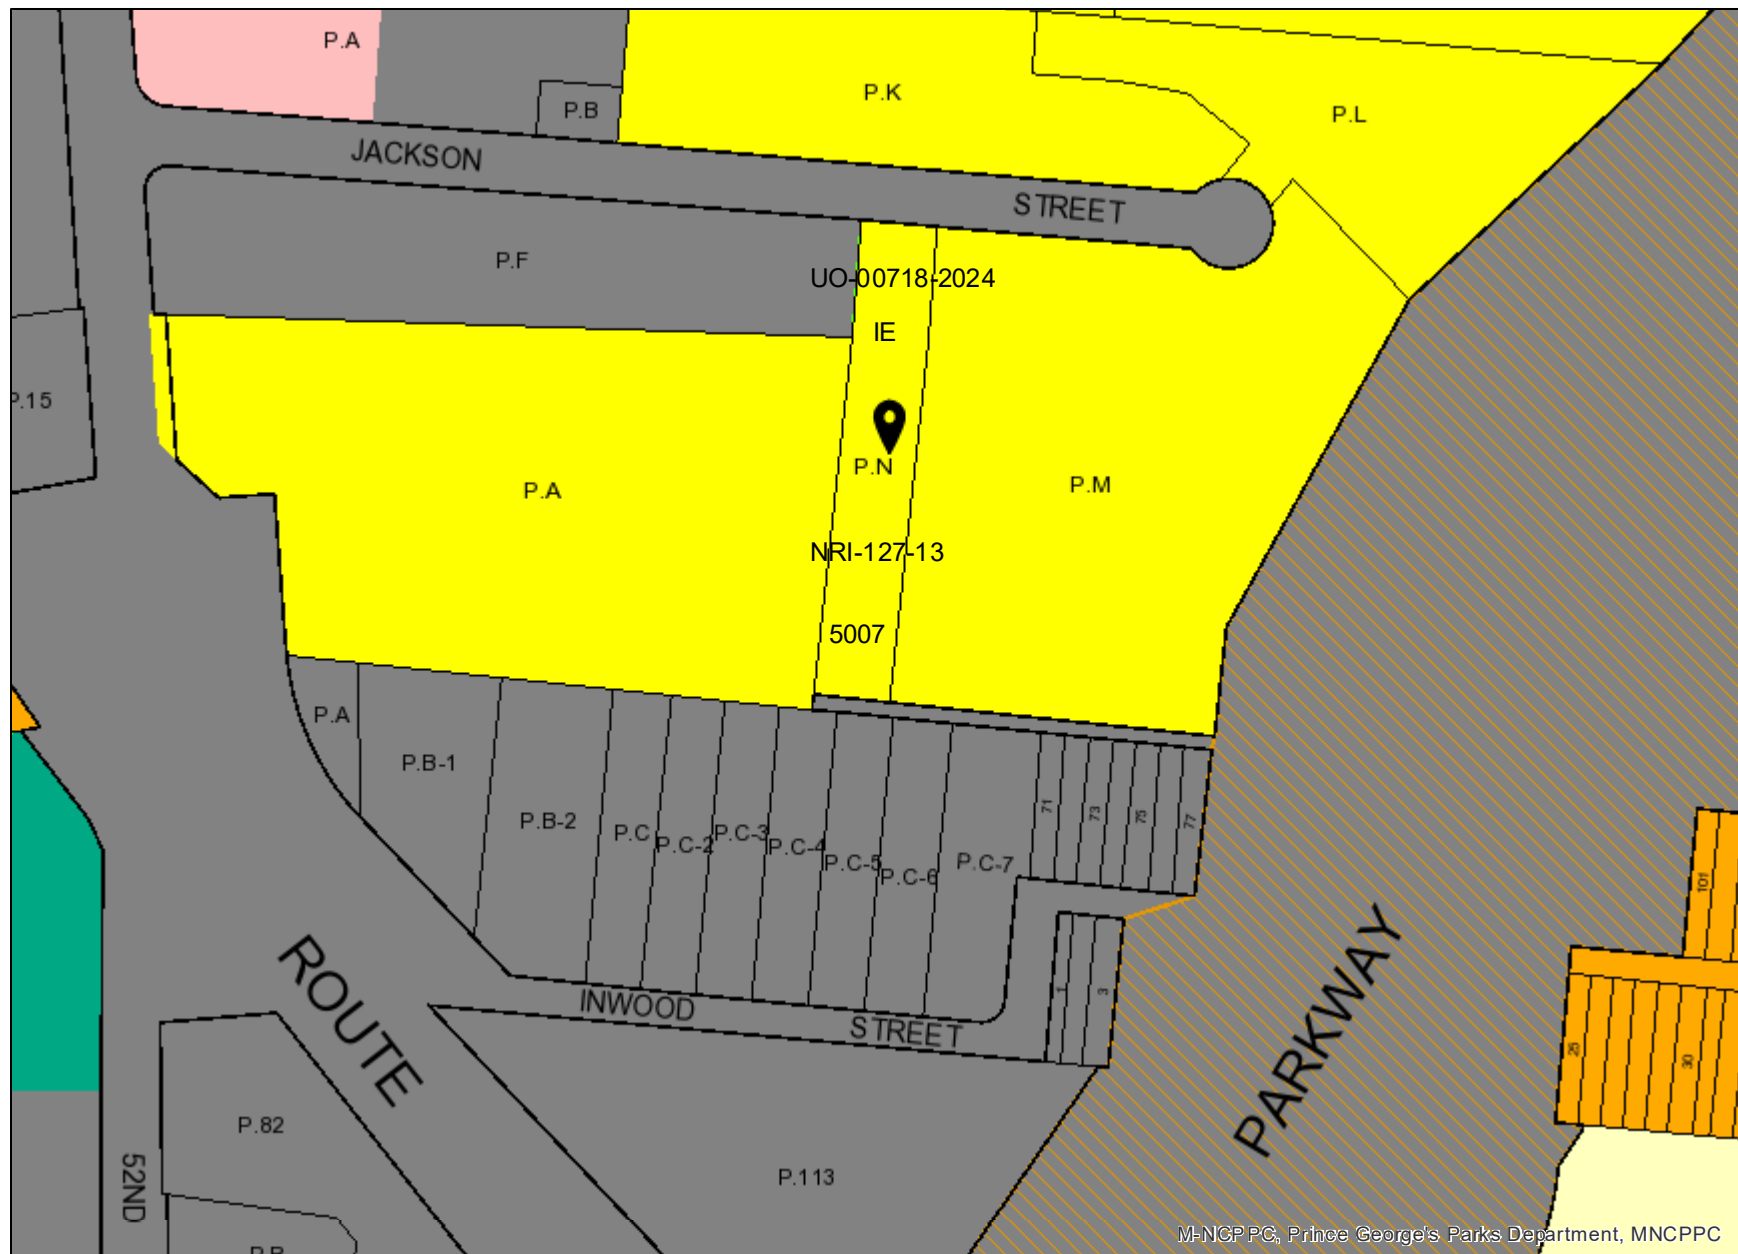 P.A
P.B
P.K
P.L
JACKSON
STREET
P.F
UO-00718-2024
IE
P.15
P.N
P.A
P.M
NRI-127-13
5007
P.A
P.B-1
P.B-2
P.C
P.C-2
P.C-3
P.C-4
P.C-5
P.C-6
P.C-7
71
73
75
77
101
1
3
INWOOD
STREET
ROUTE
PARKWAY
30
P.82
52ND
P.113
M-NCPPC, Prince George's Parks Department, MNCPPC